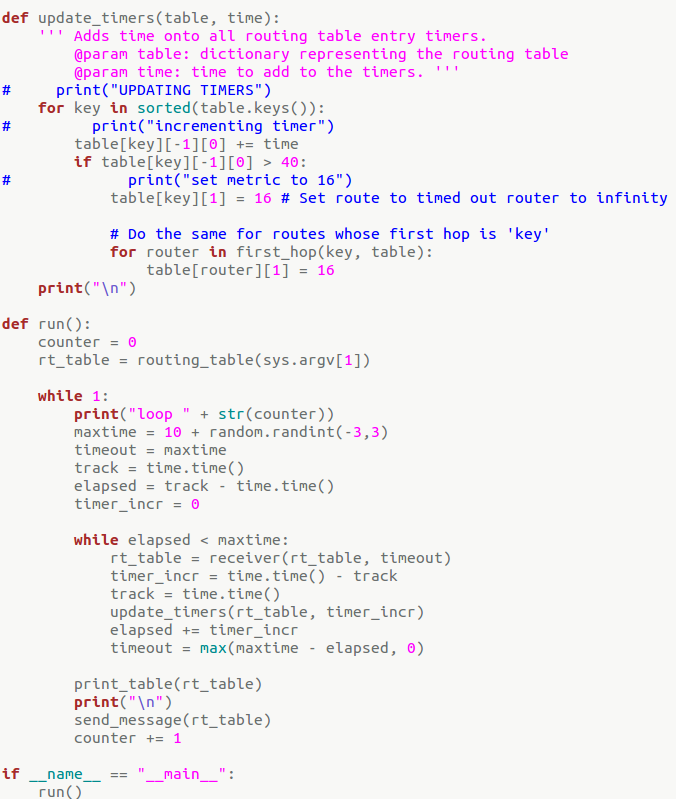 def update_timers(table, time):
    ''' Adds time onto all routing table entry timers.
        @param table: dictionary representing the routing table
        @param time: time to add to the timers. '''
#     print("UPDATING TIMERS")
    for key in sorted(table.keys()):
#         print("incrementing timer")
        table[key][-1][0] += time
        if table[key][-1][0] > 40:
#             print("set metric to 16")
            table[key][1] = 16 # Set route to timed out router to infinity

            # Do the same for routes whose first hop is 'key'
            for router in first_hop(key, table):
                table[router][1] = 16
    print("\n")

def run():
    counter = 0
    rt_table = routing_table(sys.argv[1])

    while 1:
        print("loop " + str(counter))
        maxtime = 10 + random.randint(-3,3)
        timeout = maxtime
        track = time.time()
        elapsed = track - time.time()
        timer_incr = 0

        while elapsed < maxtime:
            rt_table = receiver(rt_table, timeout)
            timer_incr = time.time() - track
            track = time.time()
            update_timers(rt_table, timer_incr)
            elapsed += timer_incr
            timeout = max(maxtime - elapsed, 0)

        print_table(rt_table)
        print("\n")
        send_message(rt_table)
        counter += 1

if __name__ == "__main__":
    run()